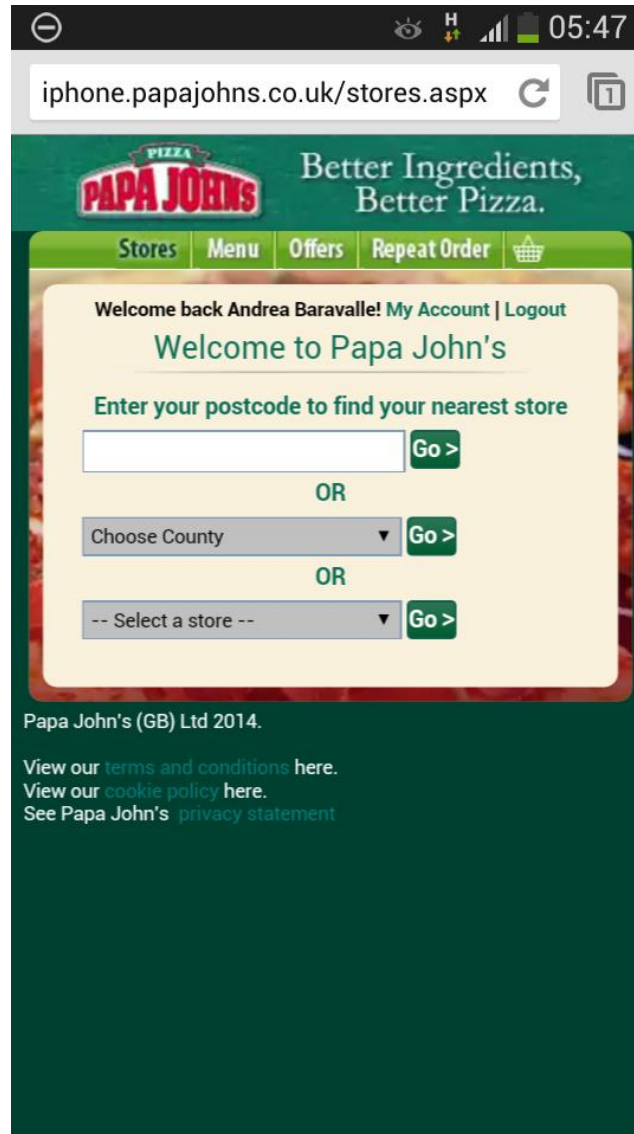 H
05:47
iphone.papajohns.co.uk/stores.aspx
1
PIZZA
PAPA JOHNS
Better Ingredients,
Better Pizza.
Stores Menu Offers Repeat Order
Welcome back Andrea Baravalle! My Account | Logout
Welcome to Papa John's
Enter your postcode to find your nearest store
Go >
OR
Choose County ▼ Go >
OR
-- Select a store -- ▼ Go >
Papa John's (GB) Ltd 2014.
View our terms and conditions here.
View our cookie policy here.
See Papa John's privacy statement